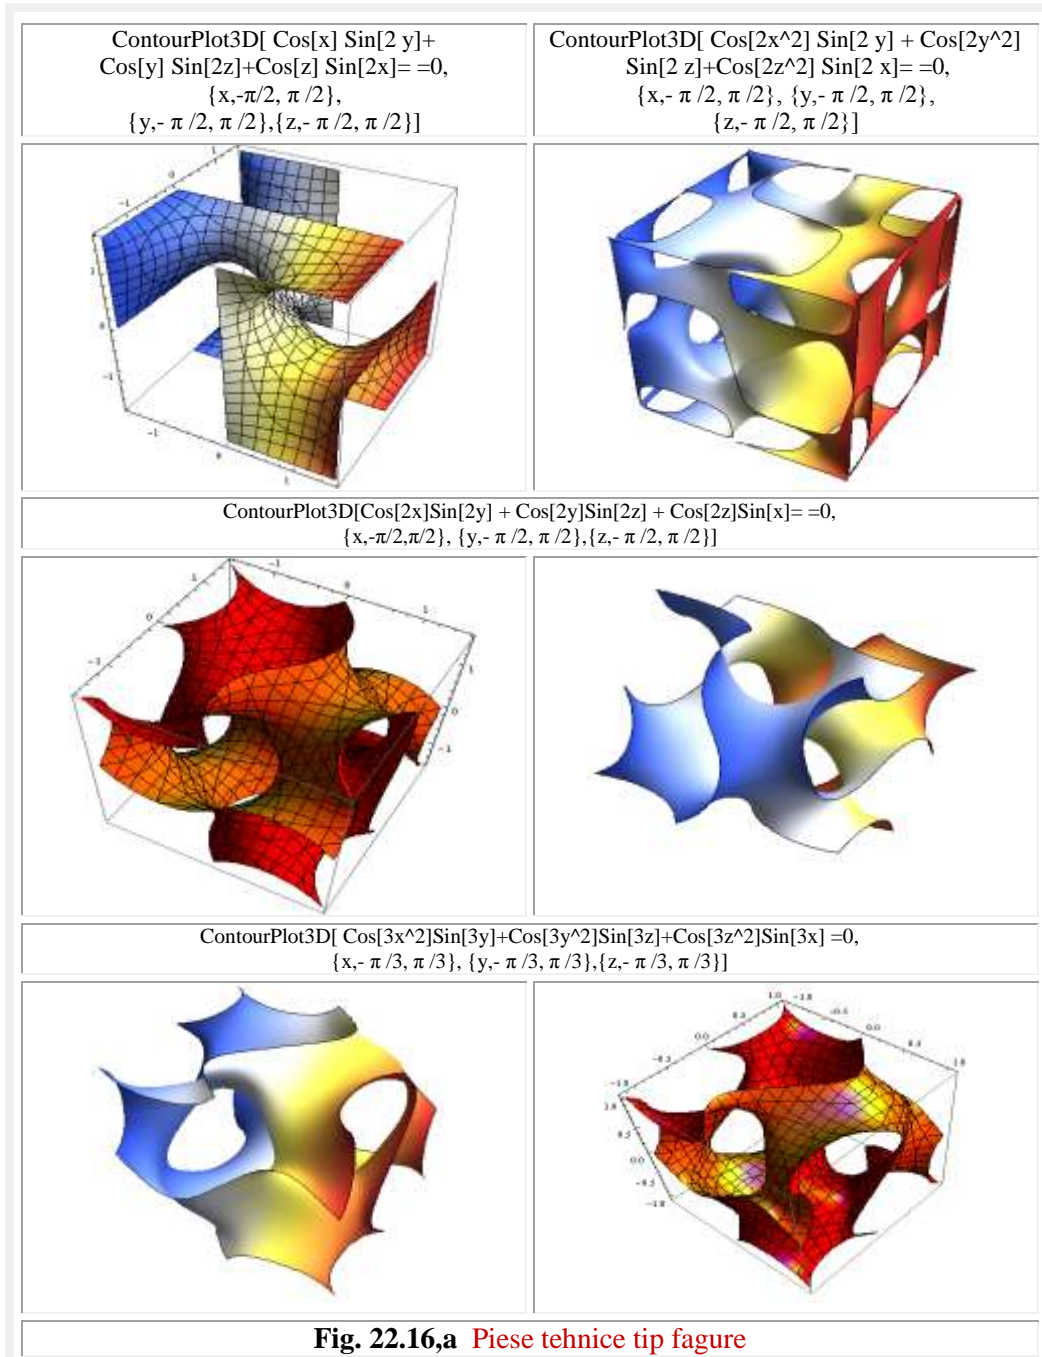 ContourPlot3D[ Cos[x] Sin[2 y]+
Cos[y] Sin[2z]+Cos[z] Sin[2x]= =0,
{x,-π/2, π /2},
{y,- π /2, π /2},{z,- π /2, π /2}]
ContourPlot3D[ Cos[2x^2] Sin[2 y] + Cos[2y^2]
Sin[2 z]+Cos[2z^2] Sin[2 x]= =0,
{x,- π /2, π /2}, {y,- π /2, π /2},
{z,- π /2, π /2}]
ContourPlot3D[Cos[2x]Sin[2y] + Cos[2y]Sin[2z] + Cos[2z]Sin[x]= =0,
{x,-π/2,π/2}, {y,- π /2, π /2},{z,- π /2, π /2}]
ContourPlot3D[ Cos[3x^2]Sin[3y]+Cos[3y^2]Sin[3z]+Cos[3z^2]Sin[3x] =0,
{x,- π /3, π /3}, {y,- π /3, π /3},{z,- π /3, π /3}]
Fig. 22.16,a Piese tehnice tip fagure